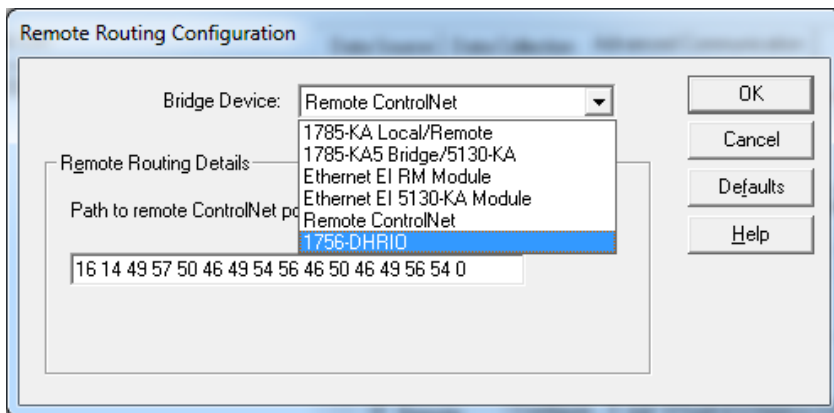 Remote Routing Configuration
Bridge Device: Remote ControlNet
OK
1785-KA Local/Remote
1785-KA5 Bridge/5130-KA
Ethernet EI RM Module
Ethernet EI 5130-KA Module
Remote ControlNet
1756-DHRIO
Cancel
Remote Routing Details
Defaults
Path to remote ControlNet
Help
16 14 49 57 50 46 49 54 56 46 50 46 49 56 54 0